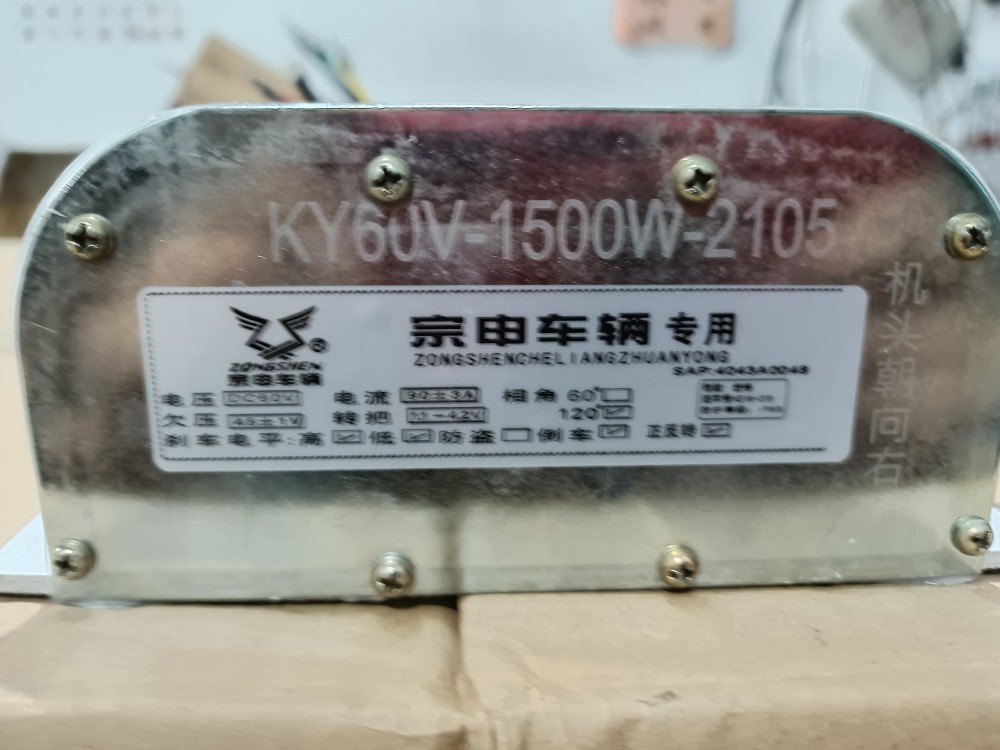 KY60V-1500W-2105
机头朝向右
ZONGSHEN ®
宗申车辆
宗申车辆专用
ZONGSHENCHELIANGZHUANYONG
SAP:4043A0048
电压 DC60V 电流 90±3A 相角 60°
欠压 45±1V 转把 1.1-4.2V 120°
刹车电平:高 低 防盗 倒车 正反转